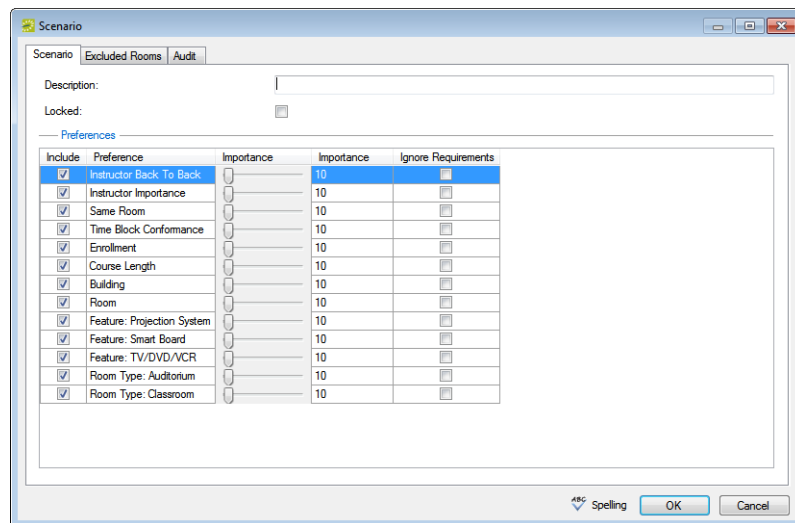 Scenario
Scenario Excluded Rooms Audit
Description:
Locked:
Preferences
Include Preference Importance Importance Ignore Requirements
Instructor Back To Back 10
Instructor Importance 10
Same Room 10
Time Block Conformance 10
Enrollment 10
Course Length 10
Building 10
Room 10
Feature: Projection System 10
Feature: Smart Board 10
Feature: TV/DVD/VCR 10
Room Type: Auditorium 10
Room Type: Classroom 10
ABC Spelling OK Cancel